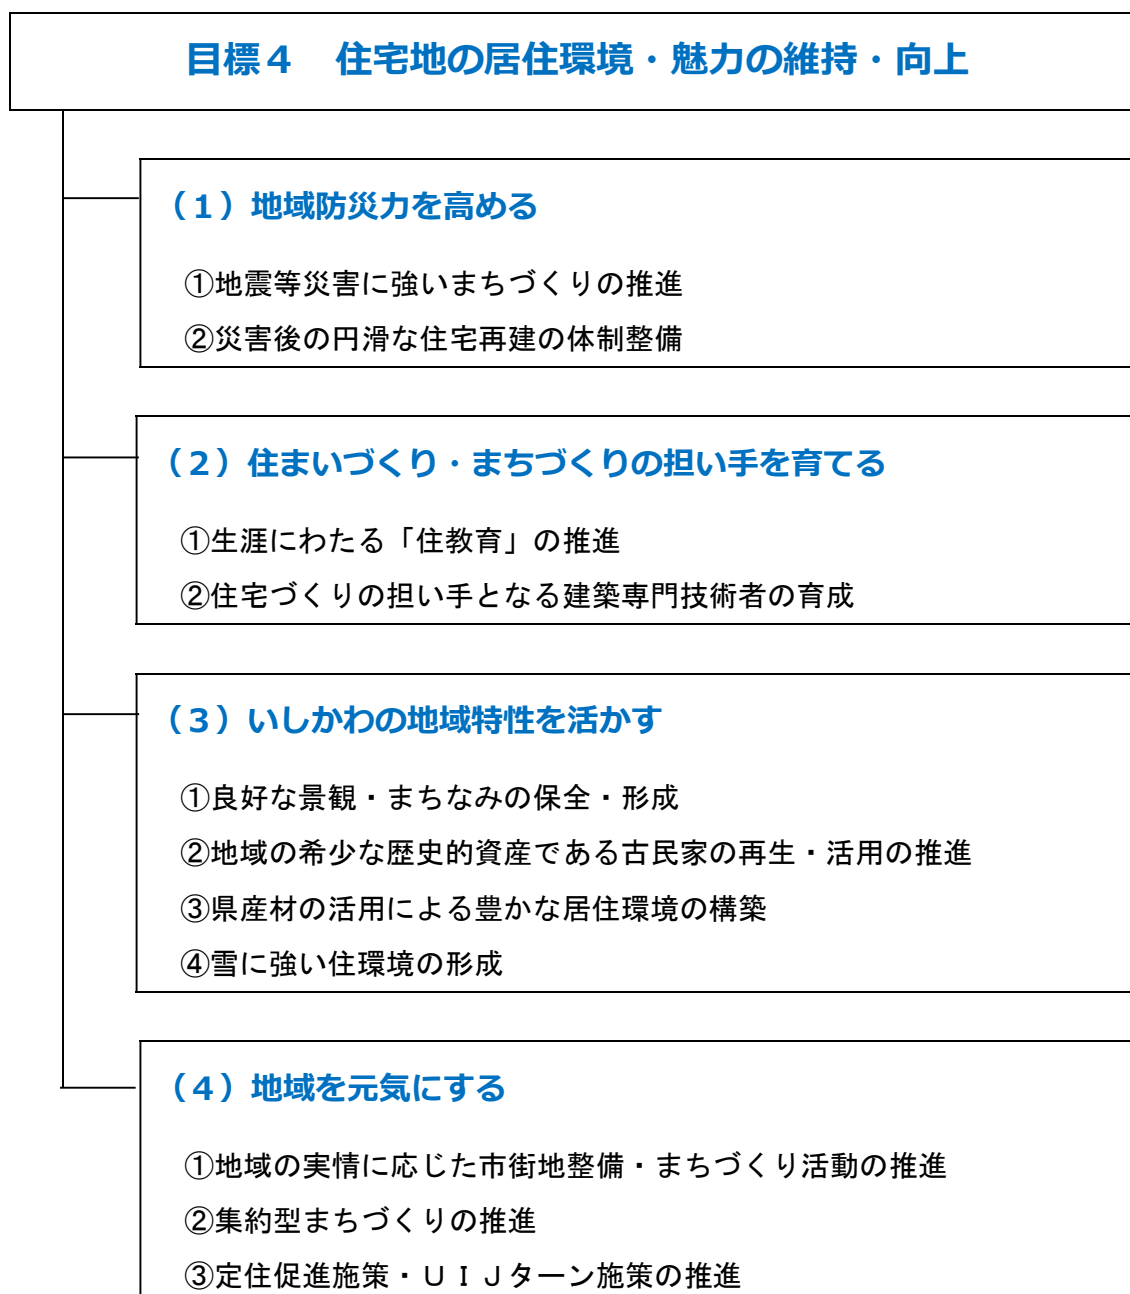 目標４　住宅地の居住環境・魅力の維持・向上
（１）地域防災力を高める
①地震等災害に強いまちづくりの推進
②災害後の円滑な住宅再建の体制整備
（２）住まいづくり・まちづくりの担い手を育てる
①生涯にわたる「住教育」の推進
②住宅づくりの担い手となる建築専門技術者の育成
（３）いしかわの地域特性を活かす
①良好な景観・まちなみの保全・形成
②地域の希少な歴史的資産である古民家の再生・活用の推進
③県産材の活用による豊かな居住環境の構築
④雪に強い住環境の形成
（４）地域を元気にする
①地域の実情に応じた市街地整備・まちづくり活動の推進
②集約型まちづくりの推進
③定住促進施策・ＵＩＪターン施策の推進